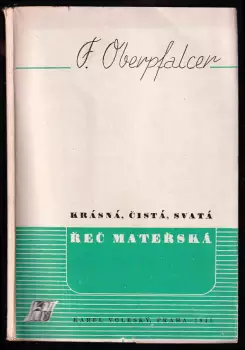 F. Oberpfalcer
KRÁSNÁ, ČISTÁ, SVATÁ
ŘEČ MATEŘSKÁ
KAREL VOLESKÝ, PRAHA